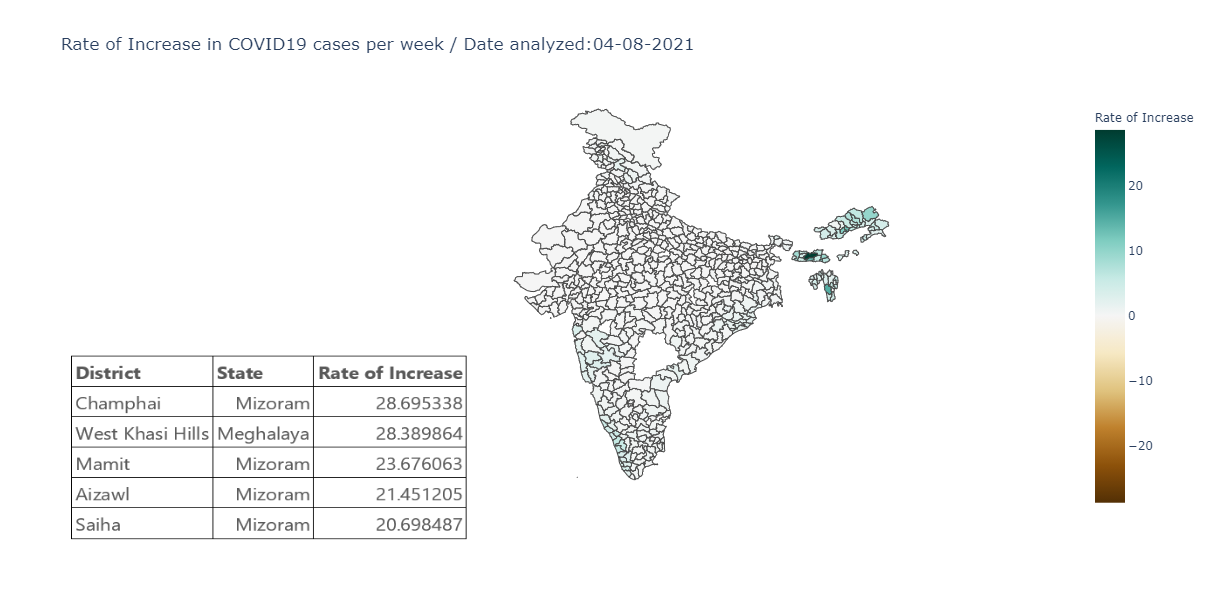 Rate of Increase in COVID19 cases per week / Date analyzed:04-08-2021
Rate of Increase
20
10
0
−10
−20
District State Rate of Increase
Champhai Mizoram 28.695338
West Khasi Hills Meghalaya 28.389864
Mamit Mizoram 23.676063
Aizawl Mizoram 21.451205
Saiha Mizoram 20.698487